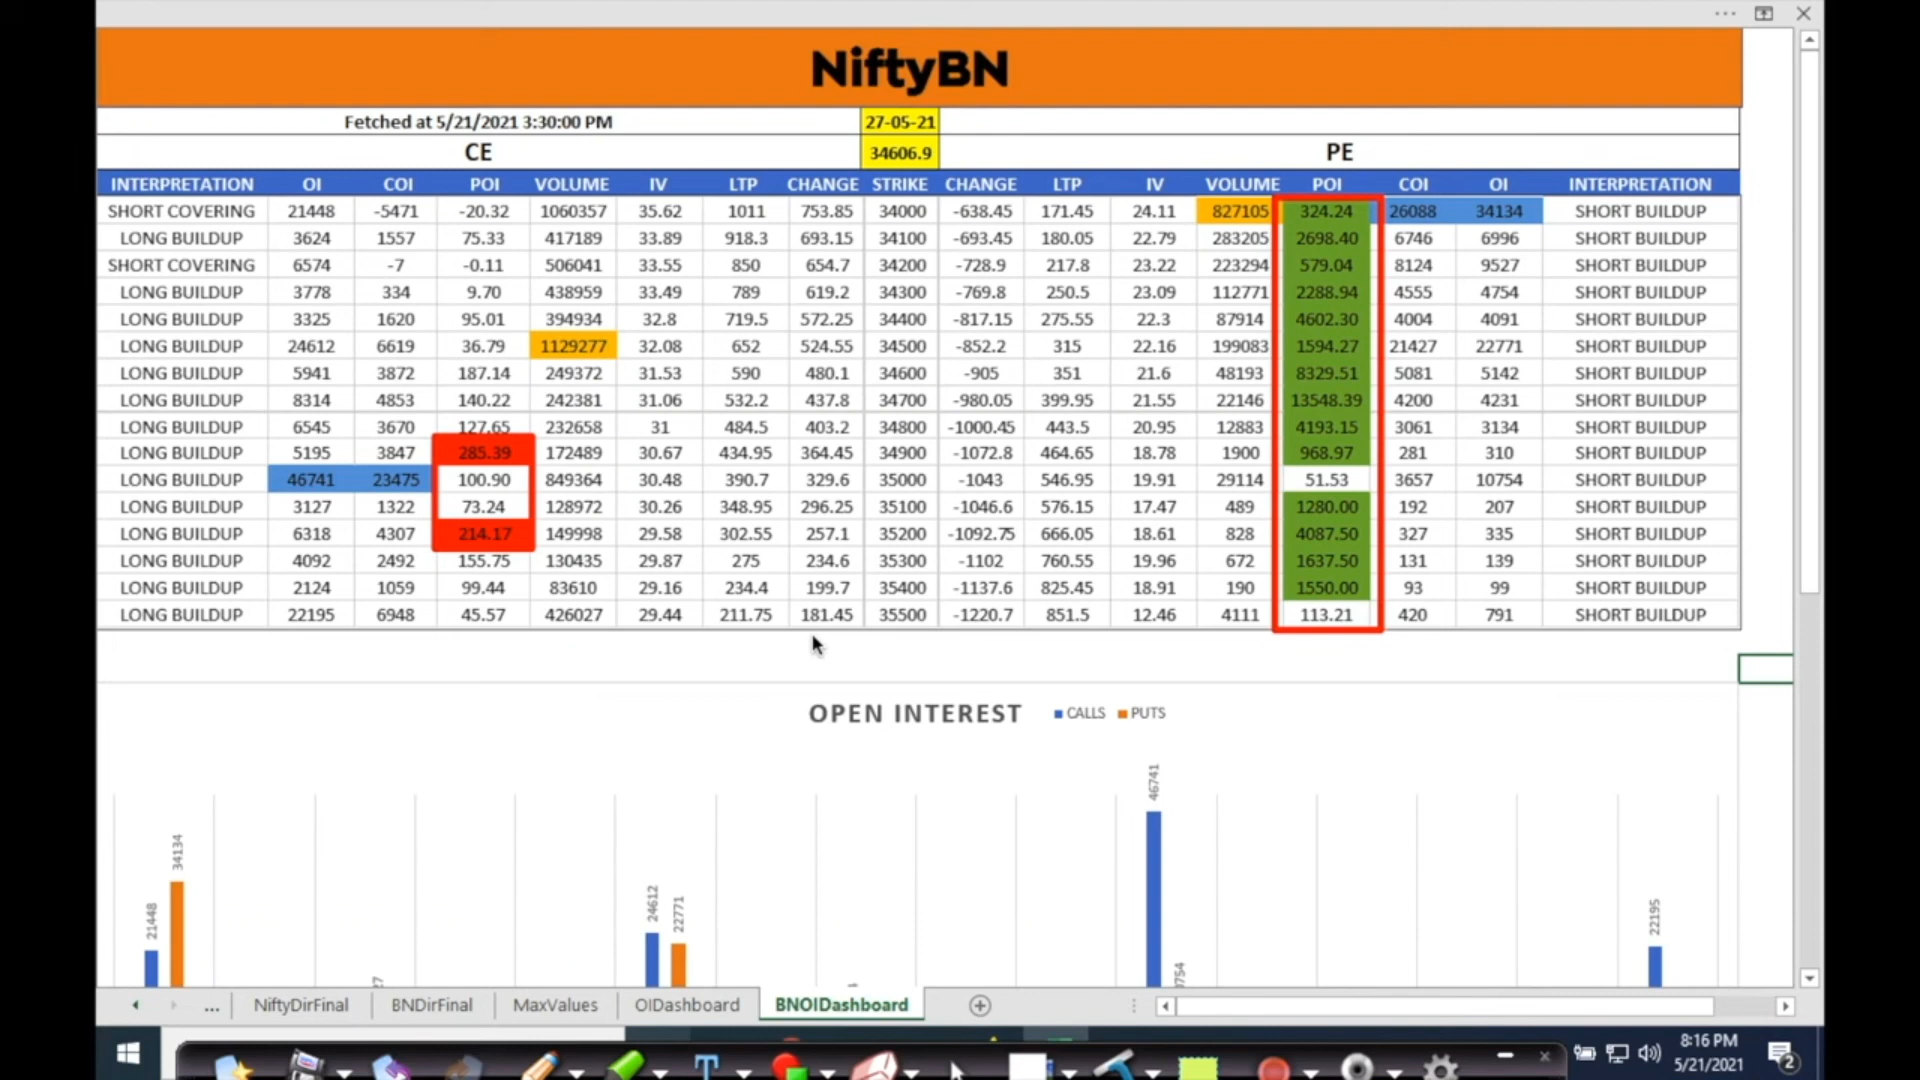 NiftyBN
Fetched at 5/21/2021 3:30:00 PM 27-05-21
CE 34606.9 PE
INTERPRETATION OI COI POI VOLUME IV LTP CHANGE STRIKE CHANGE LTP IV VOLUME POI COI OI INTERPRETATION
SHORT COVERING 21448 -5471 -20.32 1060357 35.62 1011 753.85 34000 -638.45 171.45 24.11 827105 324.24 26088 34134 SHORT BUILDUP
LONG BUILDUP 3624 1557 75.33 417189 33.89 918.3 693.15 34100 -693.45 180.05 22.79 283205 2698.40 6746 6996 SHORT BUILDUP
SHORT COVERING 6574 -7 -0.11 506041 33.55 850 654.7 34200 -728.9 217.8 23.22 223294 579.04 8124 9527 SHORT BUILDUP
LONG BUILDUP 3778 334 9.70 438959 33.49 789 619.2 34300 -769.8 250.5 23.09 112771 2288.94 4555 4754 SHORT BUILDUP
LONG BUILDUP 3325 1620 95.01 394934 32.8 719.5 572.25 34400 -817.15 275.55 22.3 87914 4602.30 4004 4091 SHORT BUILDUP
LONG BUILDUP 24612 6619 36.79 1129277 32.08 652 524.55 34500 -852.2 315 22.16 199083 1594.27 21427 22771 SHORT BUILDUP
LONG BUILDUP 5941 3872 187.14 249372 31.53 590 480.1 34600 -905 351 21.6 48193 8329.51 5081 5142 SHORT BUILDUP
LONG BUILDUP 8314 4853 140.22 242381 31.06 532.2 437.8 34700 -980.05 399.95 21.55 22146 13548.39 4200 4231 SHORT BUILDUP
LONG BUILDUP 6545 3670 127.65 232658 31 484.5 403.2 34800 -1000.45 443.5 20.95 12883 4193.15 3061 3134 SHORT BUILDUP
LONG BUILDUP 5195 3847 285.39 172489 30.67 434.95 364.45 34900 -1072.8 464.65 18.78 1900 968.97 281 310 SHORT BUILDUP
LONG BUILDUP 46741 23475 100.90 849364 30.48 390.7 329.6 35000 -1043 546.95 19.91 29114 51.53 3657 10754 SHORT BUILDUP
LONG BUILDUP 3127 1322 73.24 128972 30.26 348.95 296.25 35100 -1046.6 576.15 17.47 489 1280.00 192 207 SHORT BUILDUP
LONG BUILDUP 6318 4307 214.17 149998 29.58 302.55 257.1 35200 -1092.75 666.05 18.61 828 4087.50 327 335 SHORT BUILDUP
LONG BUILDUP 4092 2492 155.75 130435 29.87 275 234.6 35300 -1102 760.55 19.96 672 1637.50 131 139 SHORT BUILDUP
LONG BUILDUP 2124 1059 99.44 83610 29.16 234.4 199.7 35400 -1137.6 825.45 18.91 190 1550.00 93 99 SHORT BUILDUP
LONG BUILDUP 22195 6948 45.57 426027 29.44 211.75 181.45 35500 -1220.7 851.5 12.46 4111 113.21 420 791 SHORT BUILDUP
OPEN INTEREST CALLS PUTS
21448 34134 24612 22771 46741 22195
... NiftyDirFinal BNDirFinal MaxValues OIDashboard BNOIDashboard
8:16 PM
5/21/2021
2